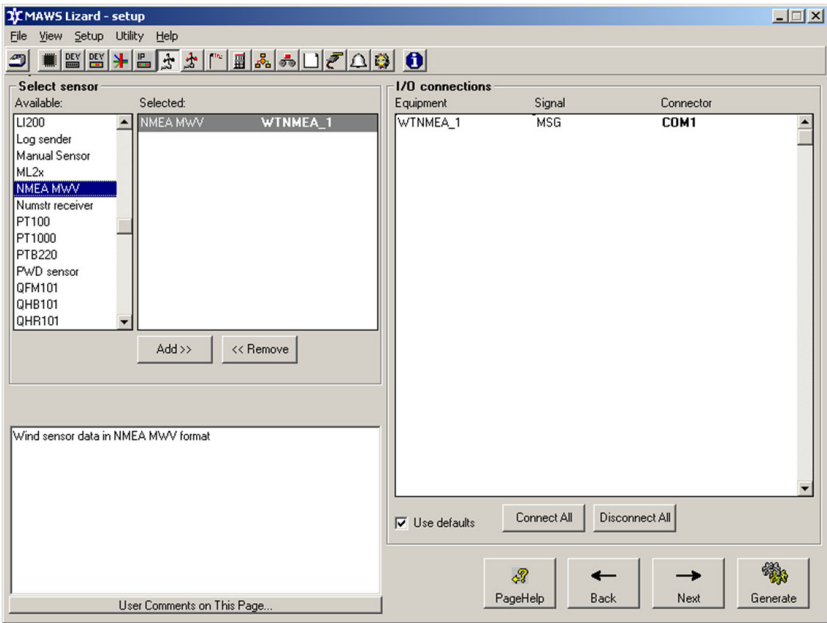 MAWS Lizard - setup
File View Setup Utility Help
DEV DEV IP
Select sensor
Available: Selected:
LI200
Log sender
Manual Sensor
ML2x
NMEA MWV
Numstr receiver
PT100
PT1000
PTB220
PWD sensor
QFM101
QHB101
QHR101
NMEA MWV WTNMEA_1
Add >> << Remove
Wind sensor data in NMEA MWV format
User Comments on This Page...
I/O connections
Equipment Signal Connector
WTNMEA_1 MSG COM1
Use defaults Connect All Disconnect All
PageHelp Back Next Generate